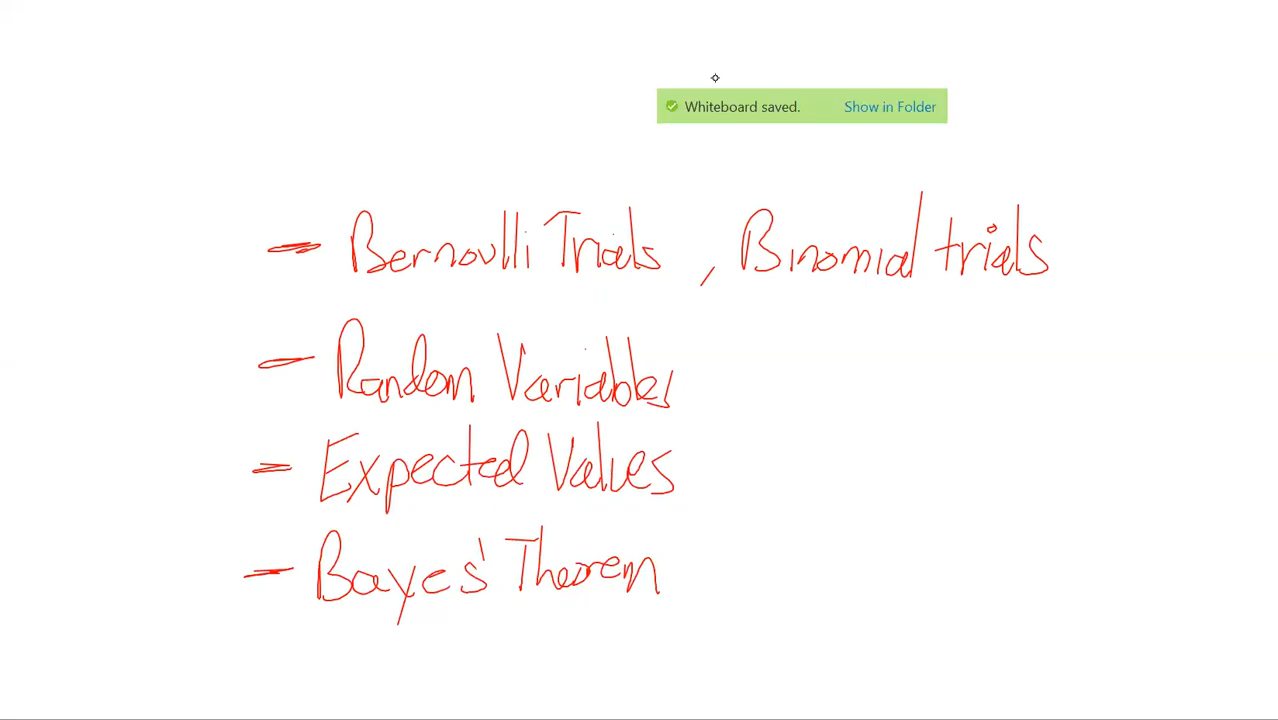 Whiteboard saved. Show in Folder
- Bernoulli Trials , Binomial trials
- Random Variables
- Expected Values
- Bayes' Theorem